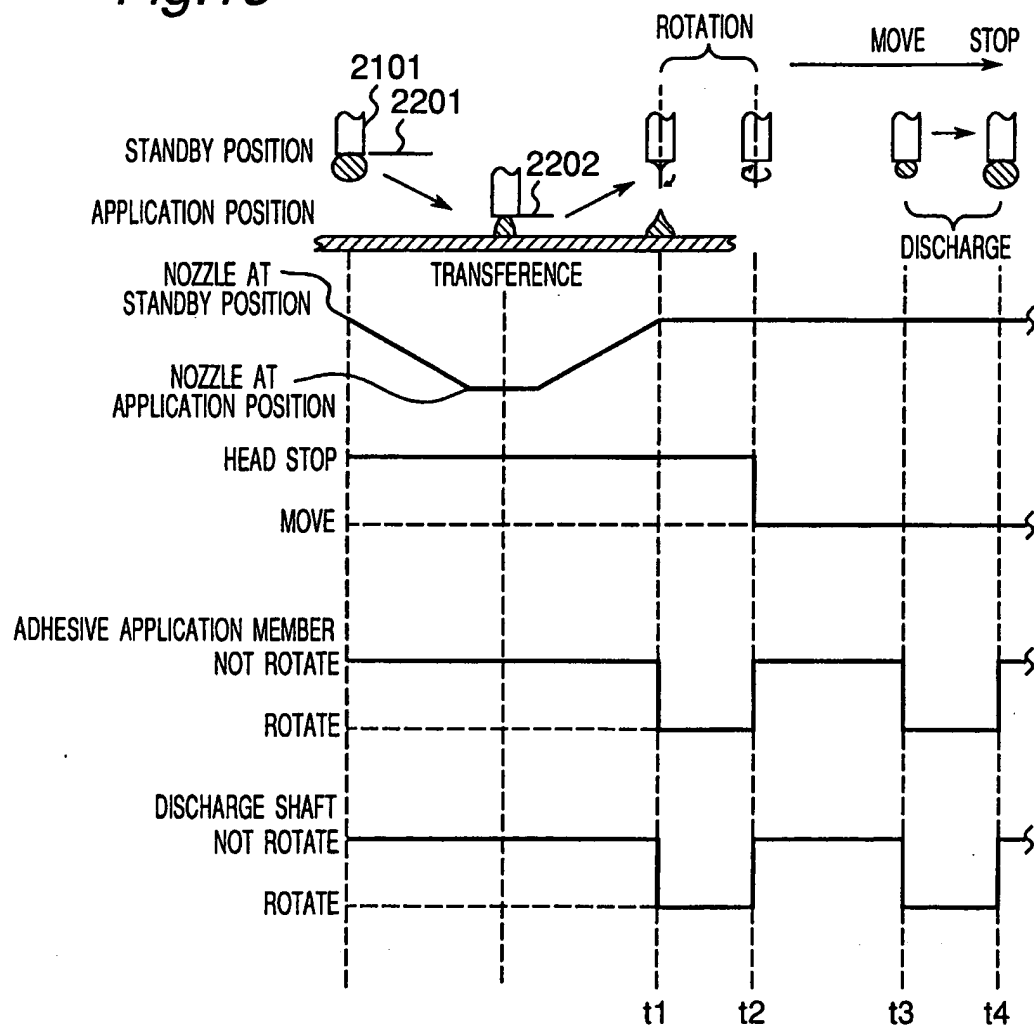 ROTATION
MOVE STOP
2101
2201
STANDBY POSITION
2202
APPLICATION POSITION
DISCHARGE
NOZZLE AT
STANDBY POSITION
TRANSFERENCE
NOZZLE AT
APPLICATION POSITION
HEAD STOP
MOVE
ADHESIVE APPLICATION MEMBER
NOT ROTATE
ROTATE
DISCHARGE SHAFT
NOT ROTATE
ROTATE
t1 t2 t3 t4